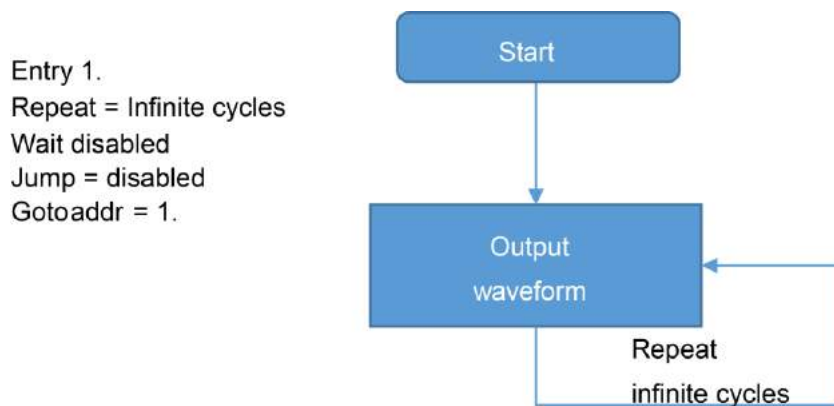 Entry 1.
Repeat = Infinite cycles
Wait disabled
Jump = disabled
Gotoaddr = 1.
Start
Output
waveform
Repeat
infinite cycles